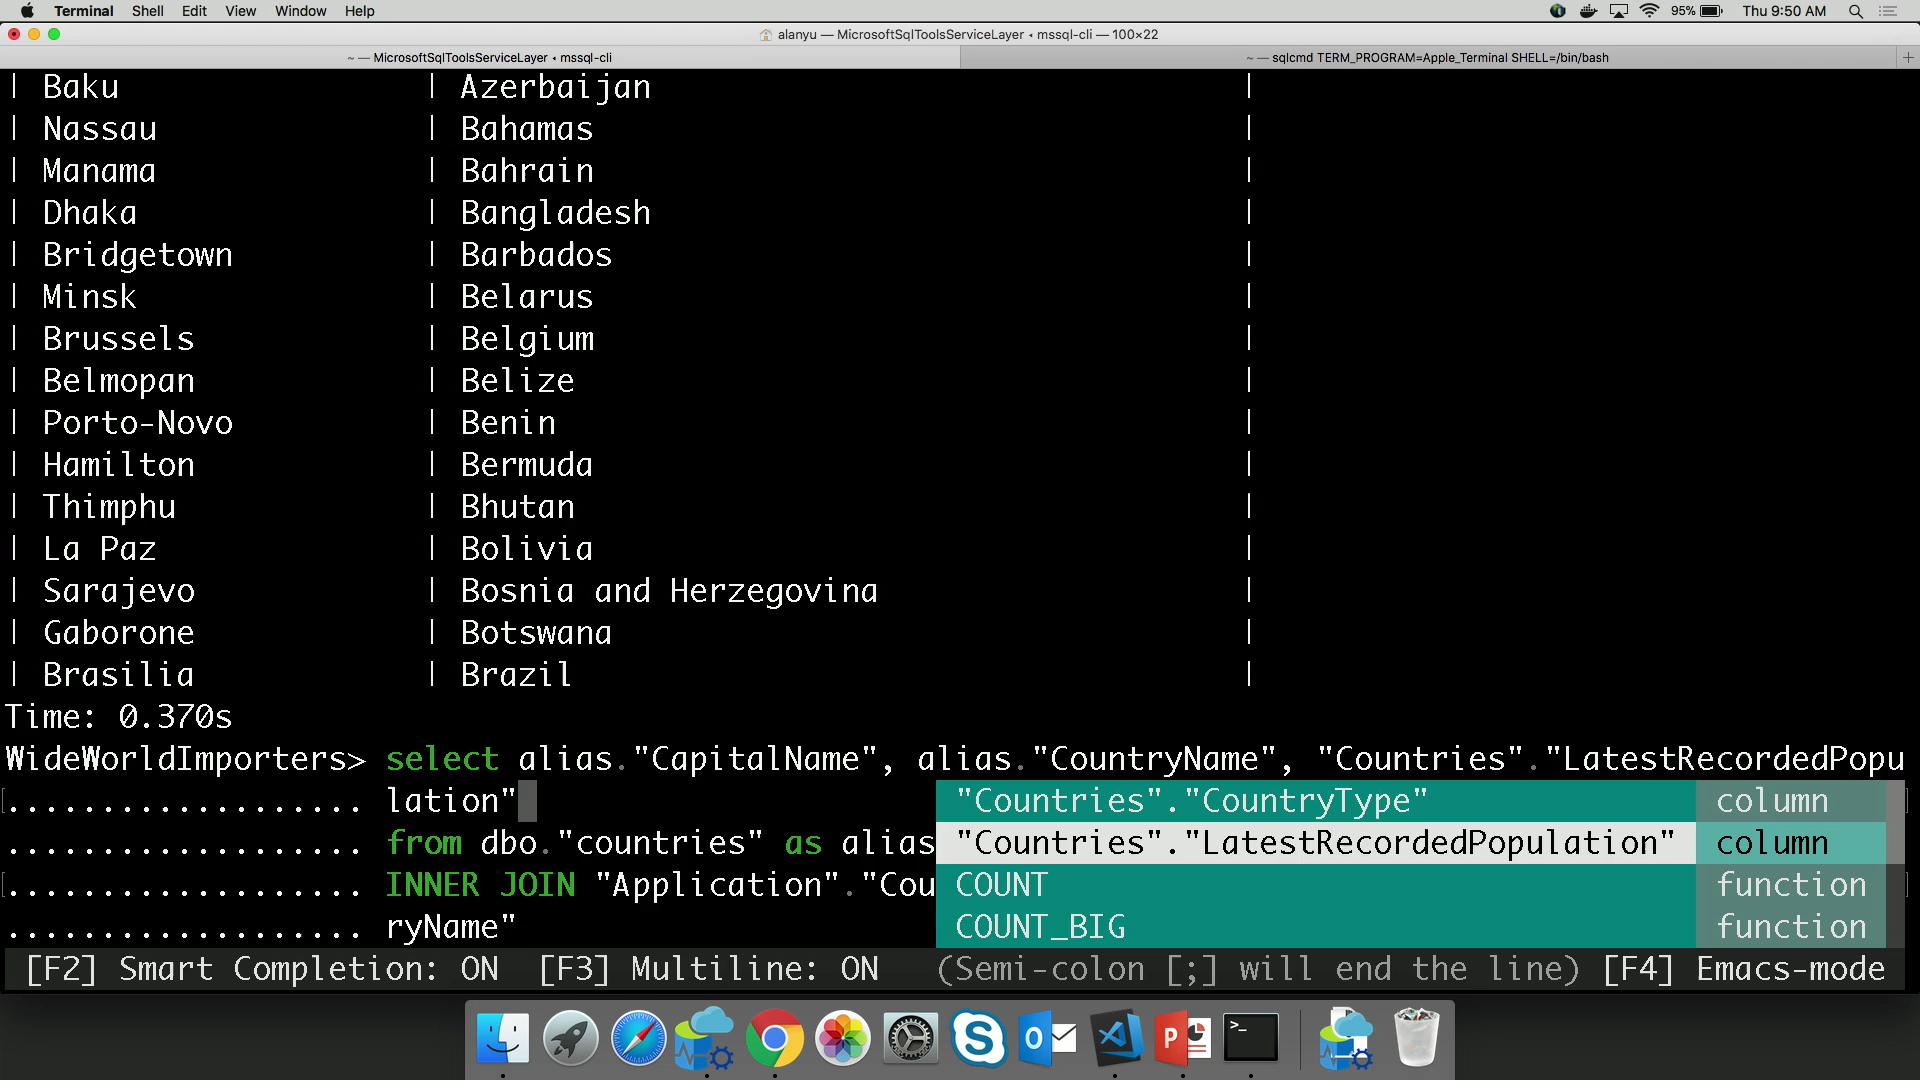 Terminal Shell Edit View Window Help 95% Thu 9:50 AM
alanyu — MicrosoftSqlToolsServiceLayer ◂ mssql-cli — 100×22
~ — MicrosoftSqlToolsServiceLayer ◂ mssql-cli ~ — sqlcmd TERM_PROGRAM=Apple_Terminal SHELL=/bin/bash +
| Baku | Azerbaijan |
| Nassau | Bahamas |
| Manama | Bahrain |
| Dhaka | Bangladesh |
| Bridgetown | Barbados |
| Minsk | Belarus |
| Brussels | Belgium |
| Belmopan | Belize |
| Porto-Novo | Benin |
| Hamilton | Bermuda |
| Thimphu | Bhutan |
| La Paz | Bolivia |
| Sarajevo | Bosnia and Herzegovina |
| Gaborone | Botswana |
| Brasilia | Brazil |
Time: 0.370s
WideWorldImporters> select alias."CapitalName", alias."CountryName", "Countries"."LatestRecordedPopu
................... lation" "Countries"."CountryType" column
................... from dbo."countries" as alias "Countries"."LatestRecordedPopulation" column
................... INNER JOIN "Application"."Cou COUNT function
................... ryName" COUNT_BIG function
[F2] Smart Completion: ON [F3] Multiline: ON (Semi-colon [;] will end the line) [F4] Emacs-mode